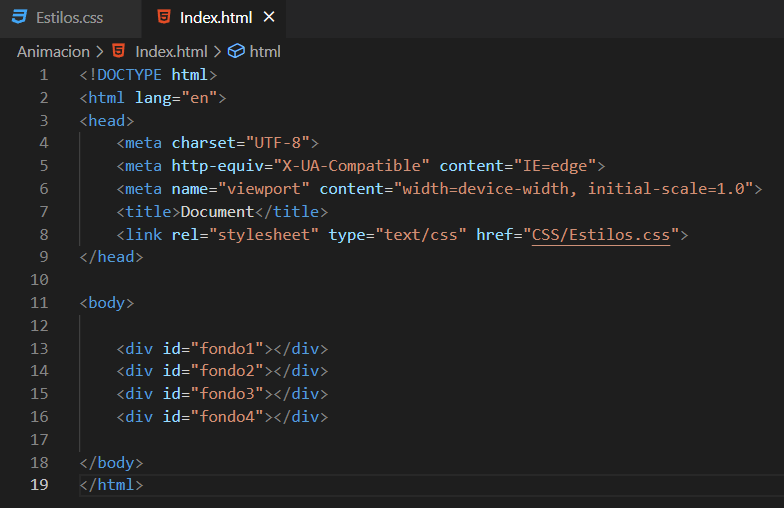 Estilos.css Index.html
Animacion > Index.html > html
1 <!DOCTYPE html>
2 <html lang="en">
3 <head>
4     <meta charset="UTF-8">
5     <meta http-equiv="X-UA-Compatible" content="IE=edge">
6     <meta name="viewport" content="width=device-width, initial-scale=1.0">
7     <title>Document</title>
8     <link rel="stylesheet" type="text/css" href="CSS/Estilos.css">
9 </head>
10
11 <body>
12
13     <div id="fondo1"></div>
14     <div id="fondo2"></div>
15     <div id="fondo3"></div>
16     <div id="fondo4"></div>
17
18 </body>
19 </html>